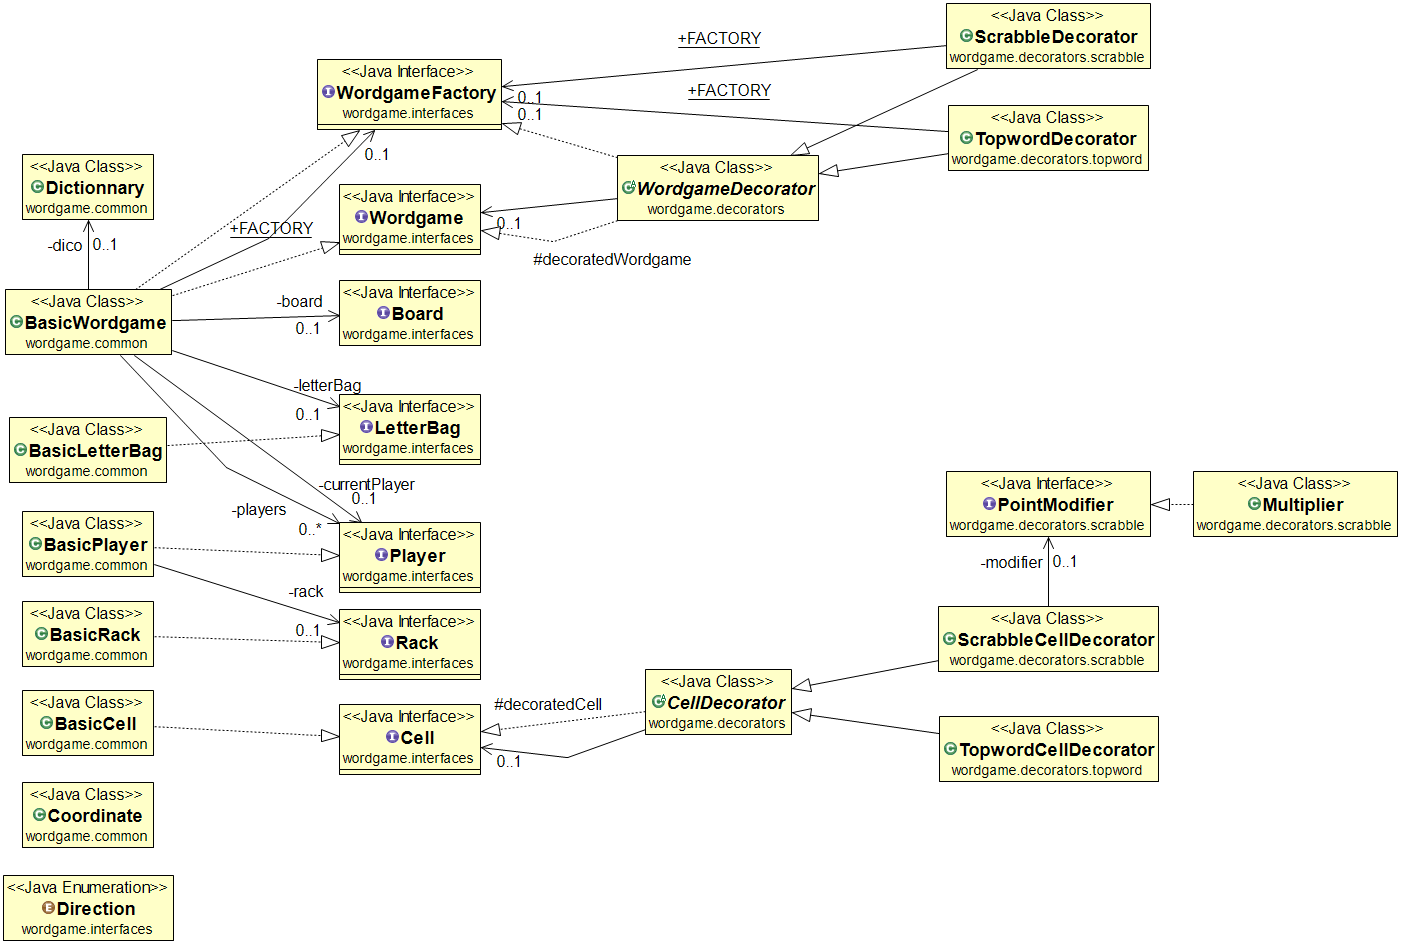 <<Java Class>>
ScrabbleDecorator
wordgame.decorators.scrabble
+FACTORY
<<Java Interface>>
WordgameFactory
wordgame.interfaces
0..1
+FACTORY
0..1
<<Java Class>>
TopwordDecorator
wordgame.decorators.topword
0..1
<<Java Class>>
Dictionnary
wordgame.common
<<Java Class>>
WordgameDecorator
wordgame.decorators
<<Java Interface>>
Wordgame
wordgame.interfaces
+FACTORY
0..1
-dico
0..1
#decoratedWordgame
<<Java Class>>
BasicWordgame
wordgame.common
-board
0..1
<<Java Interface>>
Board
wordgame.interfaces
-letterBag
0..1
<<Java Interface>>
LetterBag
wordgame.interfaces
<<Java Class>>
BasicLetterBag
wordgame.common
-currentPlayer
0..1
-players
0..*
<<Java Interface>>
PointModifier
wordgame.decorators.scrabble
<<Java Class>>
Multiplier
wordgame.decorators.scrabble
<<Java Class>>
BasicPlayer
wordgame.common
<<Java Interface>>
Player
wordgame.interfaces
-modifier
0..1
-rack
0..1
<<Java Class>>
BasicRack
wordgame.common
<<Java Interface>>
Rack
wordgame.interfaces
<<Java Class>>
ScrabbleCellDecorator
wordgame.decorators.scrabble
<<Java Class>>
CellDecorator
wordgame.decorators
#decoratedCell
0..1
<<Java Class>>
BasicCell
wordgame.common
<<Java Interface>>
Cell
wordgame.interfaces
<<Java Class>>
TopwordCellDecorator
wordgame.decorators.topword
<<Java Class>>
Coordinate
wordgame.common
<<Java Enumeration>>
Direction
wordgame.interfaces